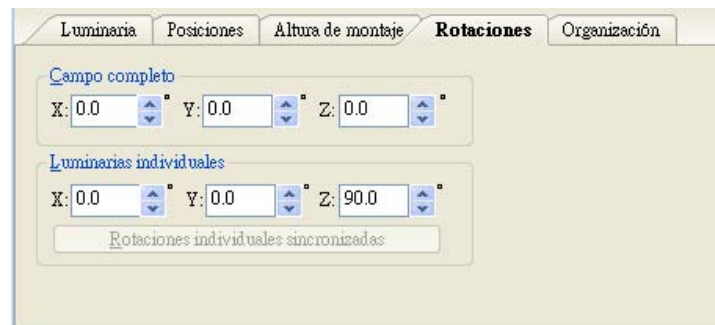 Luminaria Posiciones Altura de montaje Rotaciones Organización
Campo completo
X: 0.0 ° Y: 0.0 ° Z: 0.0 °
Luminarias individuales
X: 0.0 ° Y: 0.0 ° Z: 90.0 °
Rotaciones individuales sincronizadas